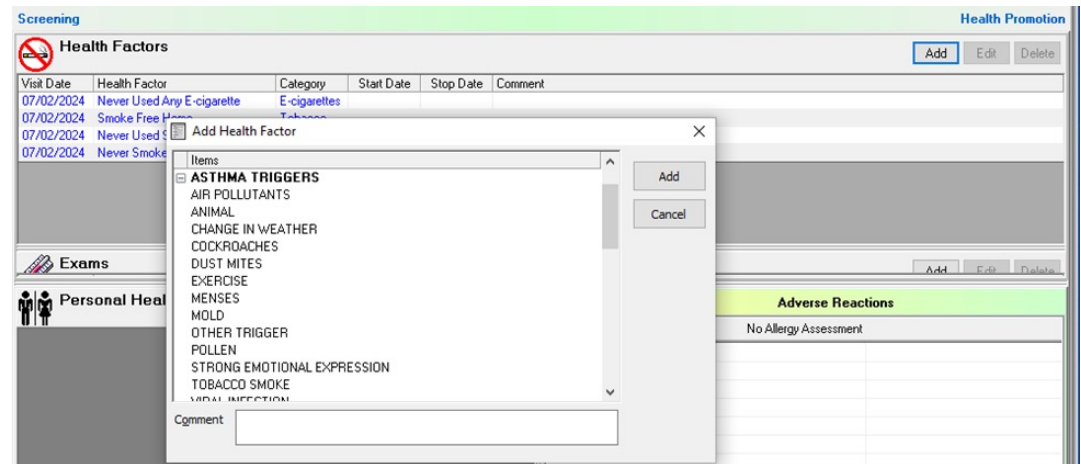 Screening Health Promotion
Health Factors
Add Edit Delete
Visit Date Health Factor Category Start Date Stop Date Comment
07/02/2024 Never Used Any E-cigarette E-cigarettes
07/02/2024 Smoke Free
07/02/2024 Never Used
07/02/2024 Never Smoke
Add Health Factor
Items
ASTHMA TRIGGERS
AIR POLLUTANTS
ANIMAL
CHANGE IN WEATHER
COCKROACHES
DUST MITES
EXERCISE
MENSES
MOLD
OTHER TRIGGER
POLLEN
STRONG EMOTIONAL EXPRESSION
TOBACCO SMOKE
VIRAL INFECTION
Add
Cancel
Comment
Exams
Add Edit Delete
Personal Heal
Adverse Reactions
No Allergy Assessment